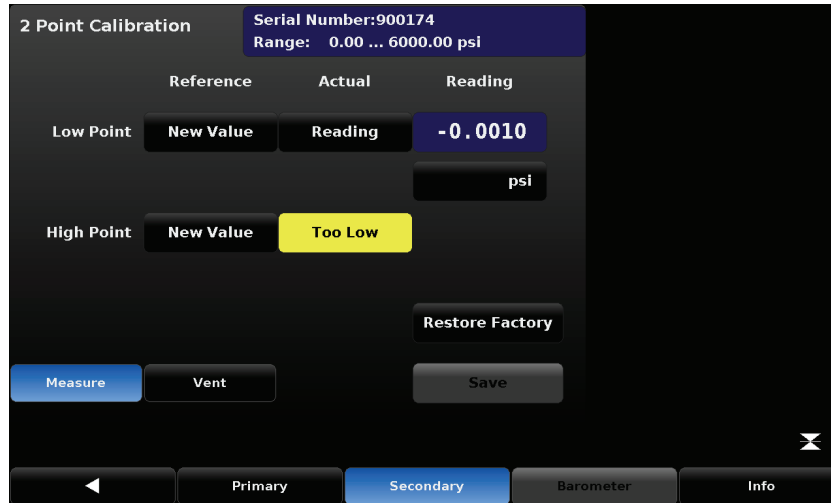 2 Point Calibration
Serial Number:900174
Range: 0.00 ... 6000.00 psi
Reference Actual Reading
Low Point New Value Reading -0.0010
psi
High Point New Value Too Low
Restore Factory
Measure Vent Save
Primary Secondary Barometer Info